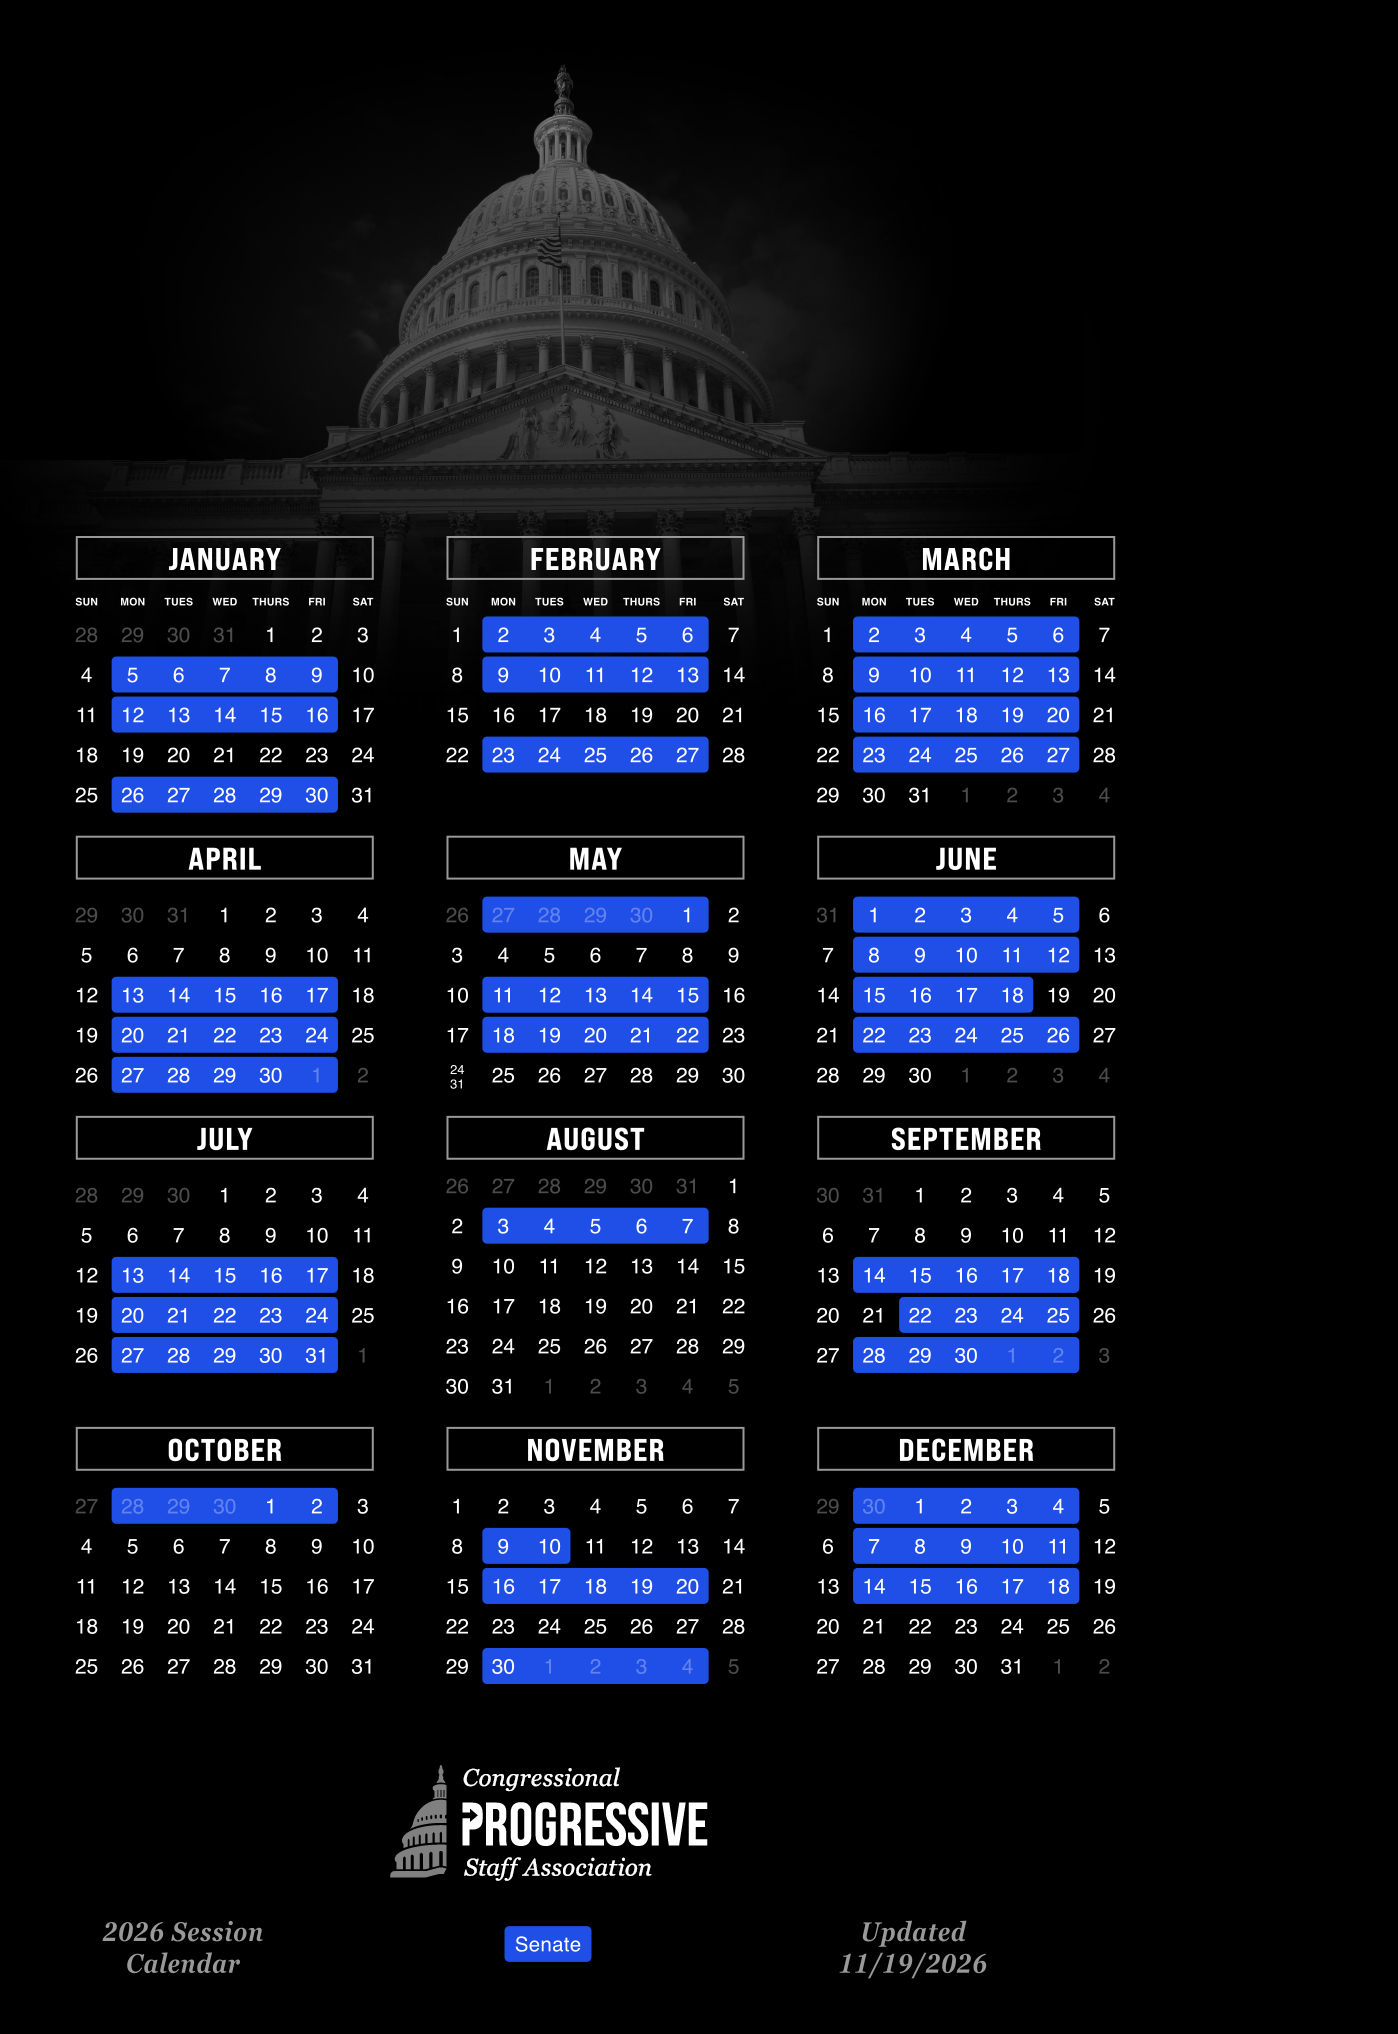 JANUARY
SUN MON TUES WED THURS FRI SAT
28 29 30 31 1 2 3
4 5 6 7 8 9 10
11 12 13 14 15 16 17
18 19 20 21 22 23 24
25 26 27 28 29 30 31
FEBRUARY
SUN MON TUES WED THURS FRI SAT
1 2 3 4 5 6 7
8 9 10 11 12 13 14
15 16 17 18 19 20 21
22 23 24 25 26 27 28
MARCH
SUN MON TUES WED THURS FRI SAT
1 2 3 4 5 6 7
8 9 10 11 12 13 14
15 16 17 18 19 20 21
22 23 24 25 26 27 28
29 30 31 1 2 3 4
APRIL
29 30 31 1 2 3 4
5 6 7 8 9 10 11
12 13 14 15 16 17 18
19 20 21 22 23 24 25
26 27 28 29 30 1 2
MAY
26 27 28 29 30 1 2
3 4 5 6 7 8 9
10 11 12 13 14 15 16
17 18 19 20 21 22 23
24 31 25 26 27 28 29 30
JUNE
31 1 2 3 4 5 6
7 8 9 10 11 12 13
14 15 16 17 18 19 20
21 22 23 24 25 26 27
28 29 30 1 2 3 4
JULY
28 29 30 1 2 3 4
5 6 7 8 9 10 11
12 13 14 15 16 17 18
19 20 21 22 23 24 25
26 27 28 29 30 31 1
AUGUST
26 27 28 29 30 31 1
2 3 4 5 6 7 8
9 10 11 12 13 14 15
16 17 18 19 20 21 22
23 24 25 26 27 28 29
30 31 1 2 3 4 5
SEPTEMBER
30 31 1 2 3 4 5
6 7 8 9 10 11 12
13 14 15 16 17 18 19
20 21 22 23 24 25 26
27 28 29 30 1 2 3
OCTOBER
27 28 29 30 1 2 3
4 5 6 7 8 9 10
11 12 13 14 15 16 17
18 19 20 21 22 23 24
25 26 27 28 29 30 31
NOVEMBER
1 2 3 4 5 6 7
8 9 10 11 12 13 14
15 16 17 18 19 20 21
22 23 24 25 26 27 28
29 30 1 2 3 4 5
DECEMBER
29 30 1 2 3 4 5
6 7 8 9 10 11 12
13 14 15 16 17 18 19
20 21 22 23 24 25 26
27 28 29 30 31 1 2
Congressional
PROGRESSIVE
Staff Association
2026 Session
Calendar
Senate
Updated
11/19/2026